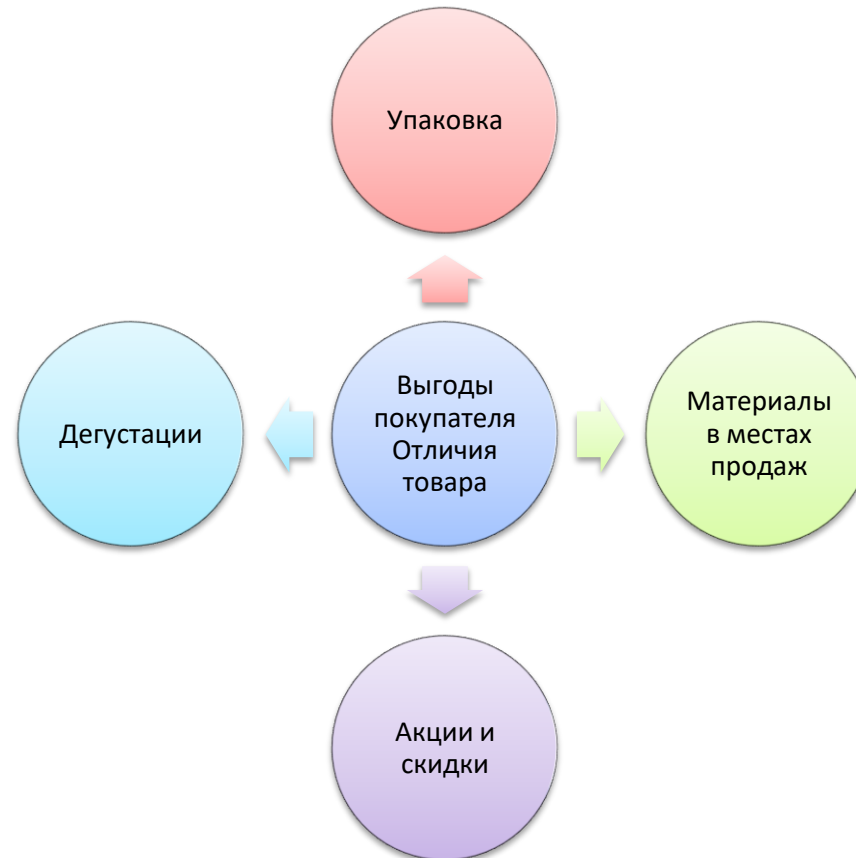 Упаковка
Дегустации
Выгоды
покупателя
Отличия
товара
Материалы
в местах
продаж
Акции и
скидки